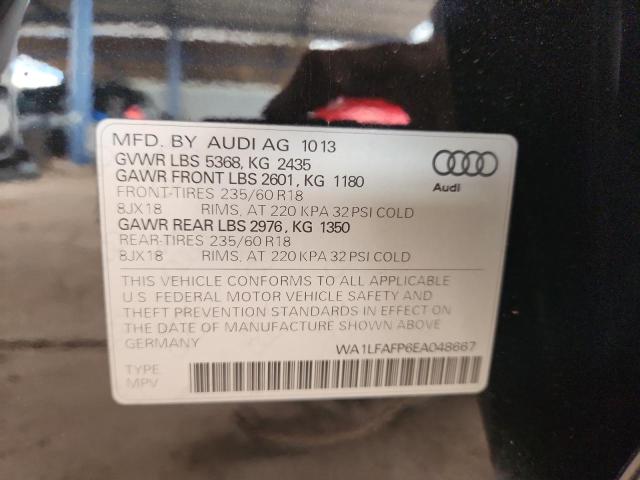 MFD. BY AUDI AG 10 13
GVWR LBS 5368, KG 2435
GAWR FRONT LBS 2601, KG 1180
FRONT-TIRES 235/60 R18
8JX18 RIMS, AT 220 KPA 32 PSI COLD
GAWR REAR LBS 2976, KG 1350
REAR-TIRES 235/60 R18
8JX18 RIMS, AT 220 KPA 32 PSI COLD
Audi
THIS VEHICLE CONFORMS TO ALL APPLICABLE
U.S. FEDERAL MOTOR VEHICLE SAFETY AND
THEFT PREVENTION STANDARDS IN EFFECT ON
THE DATE OF MANUFACTURE SHOWN ABOVE.
GERMANY
WA1LFAFP6EA048667
TYPE
MPV